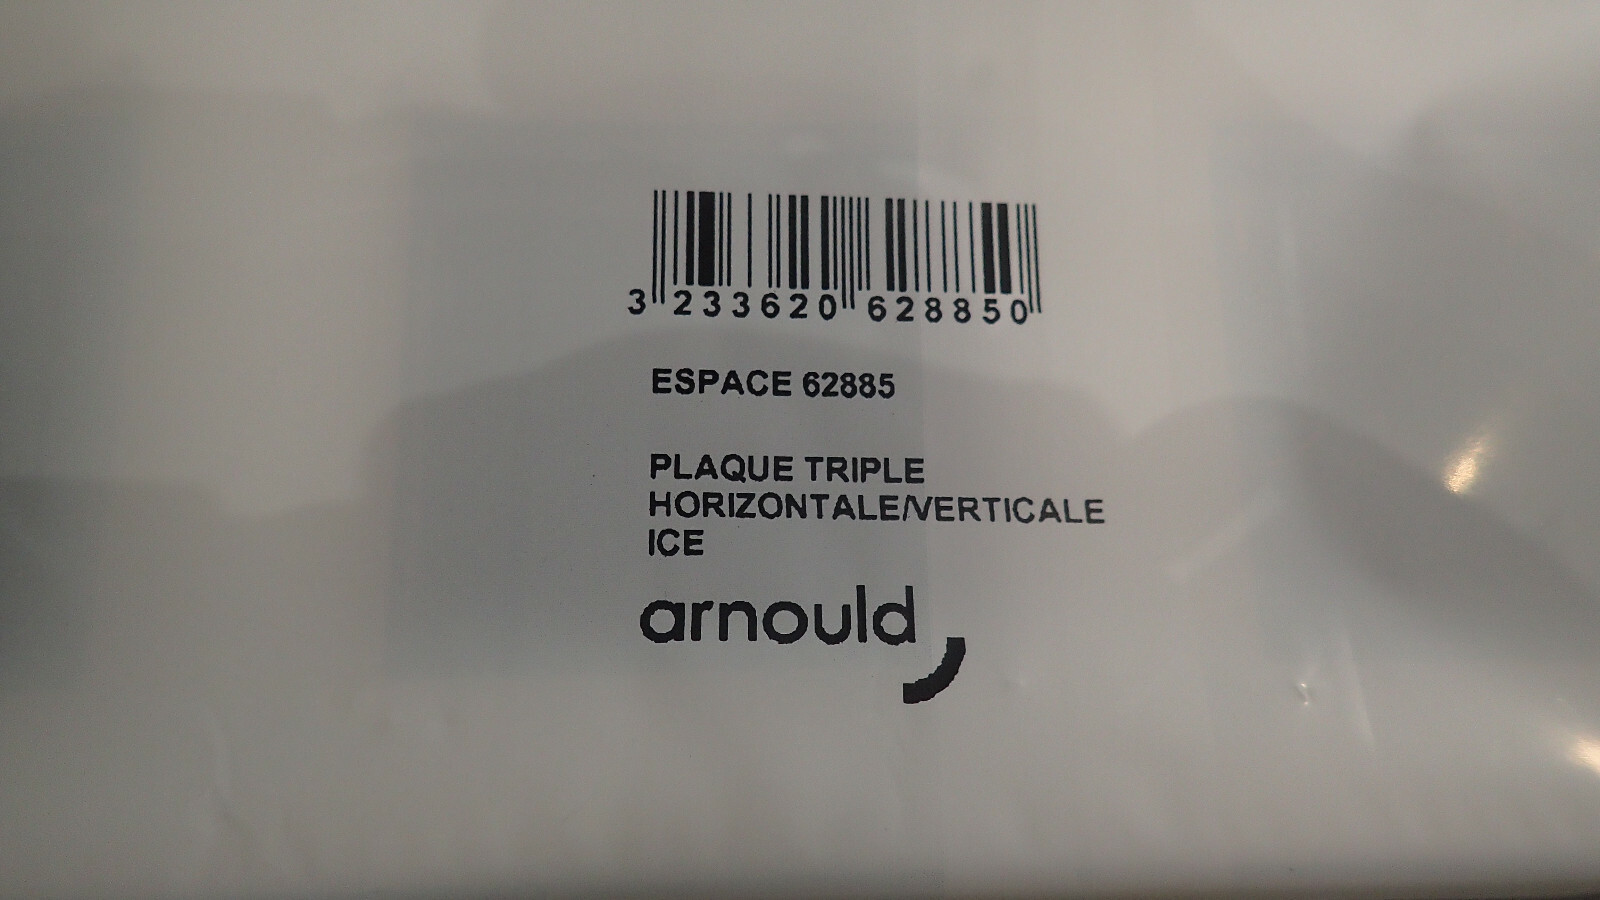 3 233620 628850
ESPACE 62885
PLAQUE TRIPLE
HORIZONTALE/VERTICALE
ICE
arnould